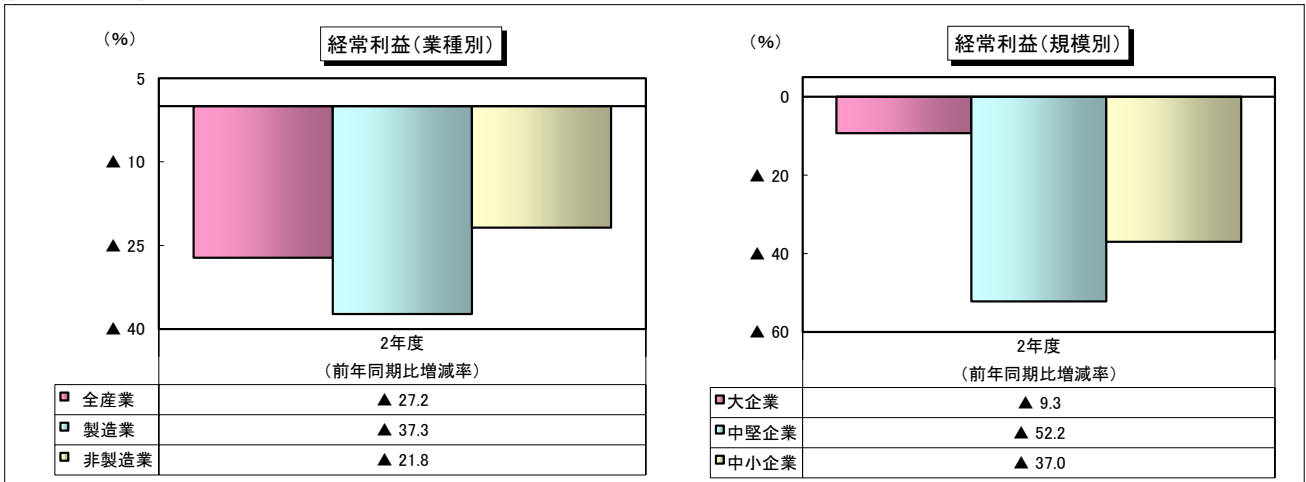 (%)
経常利益(業種別)
5
▲ 10
▲ 25
▲ 40
2年度
(前年同期比増減率)
全産業 ▲ 27.2
製造業 ▲ 37.3
非製造業 ▲ 21.8
(%)
経常利益(規模別)
0
▲ 20
▲ 40
▲ 60
2年度
(前年同期比増減率)
大企業 ▲ 9.3
中堅企業 ▲ 52.2
中小企業 ▲ 37.0